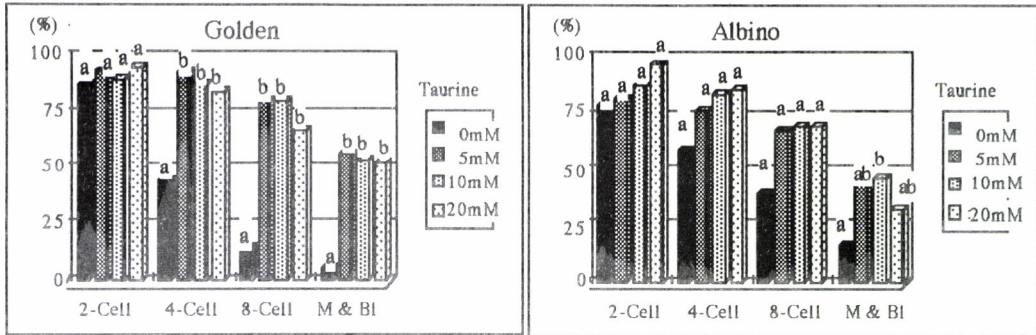 (%)
Golden
100
75
50
25
0
a a a a
a b b b
a b b b
a b b b
2-Cell 4-Cell 8-Cell M & Bl
Taurine
0mM
5mM
10mM
20mM
(%)
Albino
100
75
50
25
0
a a a a
a a a a
a a a a
a ab b ab
2-Cell 4-Cell 8-Cell M & Bl
Taurine
0mM
5mM
10mM
20mM